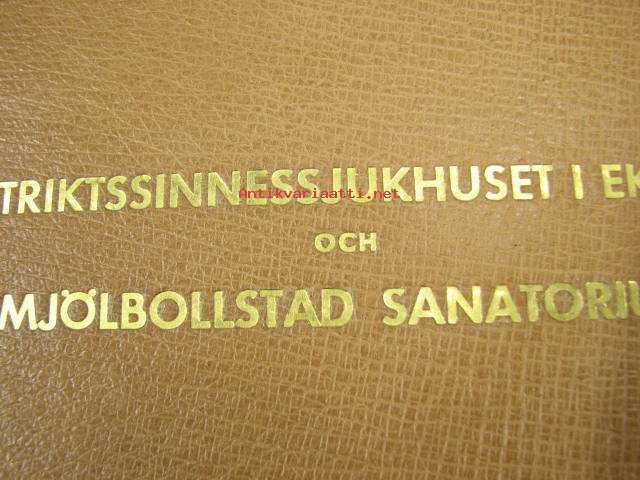 TRIKTSSINNESSJUKHUSET I EK
Antikvariaatti.net
OCH
MJÖLBOLLSTAD SANATORIU